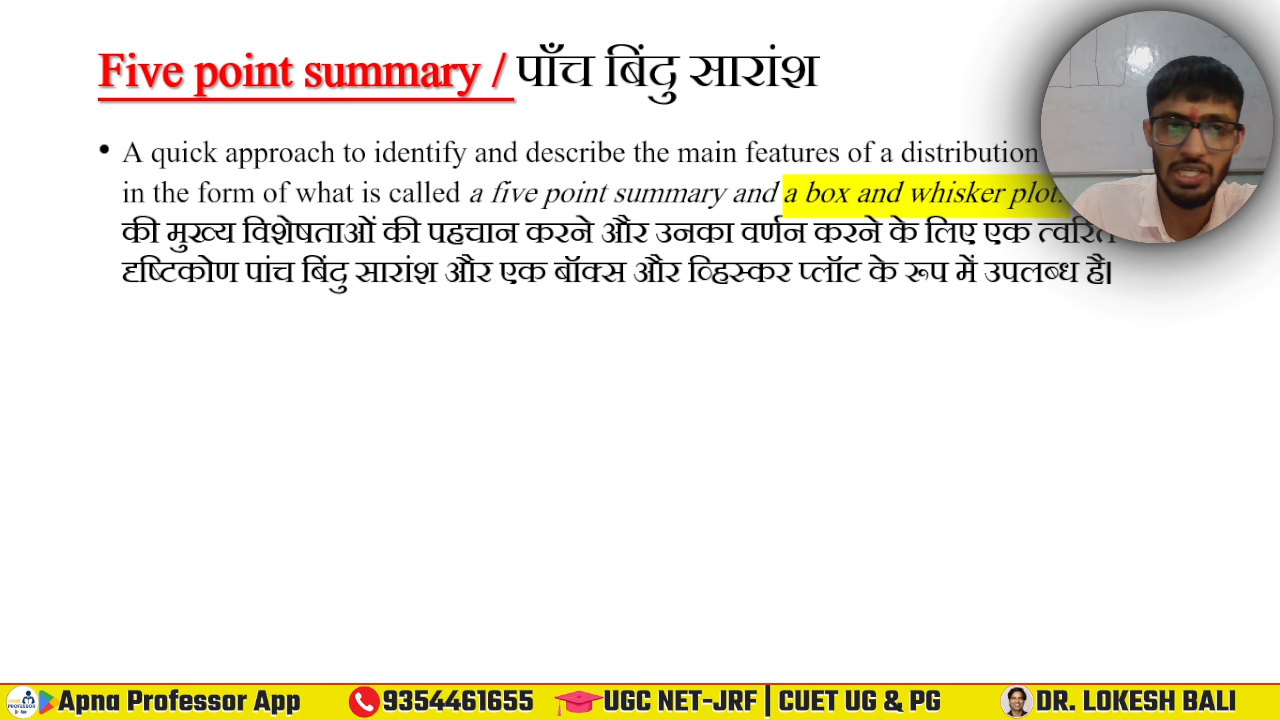 Five point summary / पाँच बिंदु सारांश
• A quick approach to identify and describe the main features of a distribution
in the form of what is called a five point summary and a box and whisker plot.
की मुख्य विशेषताओं की पहचान करने और उनका वर्णन करने के लिए एक त्वरित
दृष्टिकोण पांच बिंदु सारांश और एक बॉक्स और व्हिस्कर प्लॉट के रूप में उपलब्ध है।
Apna Professor App 9354461655 UGC NET-JRF | CUET UG & PG DR. LOKESH BALI